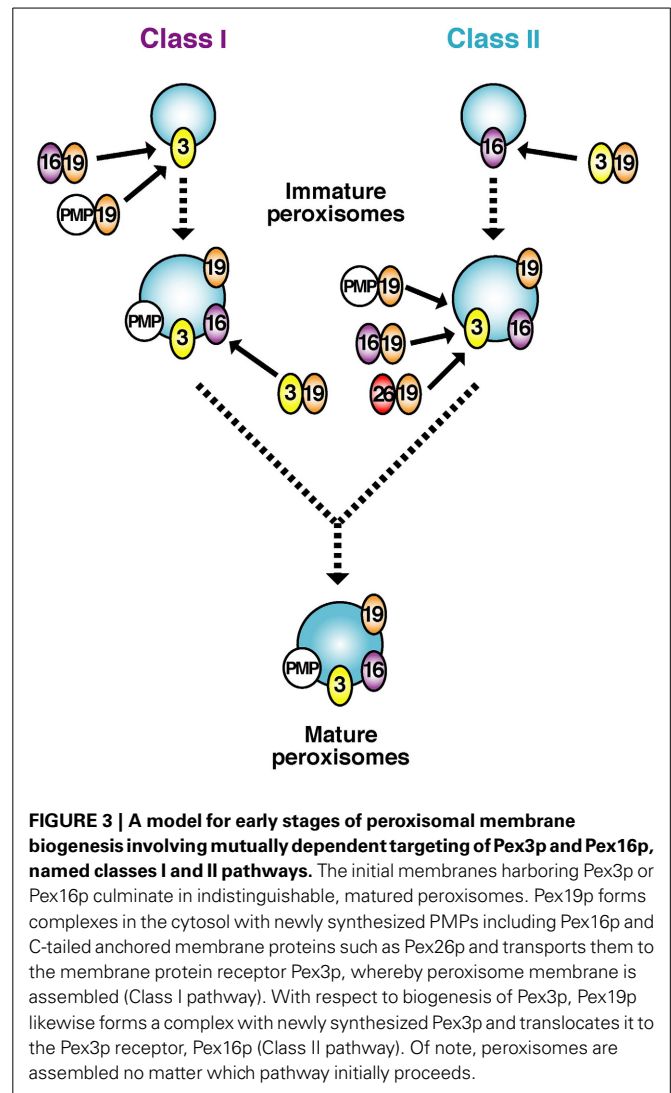 Class I Class II
3 16
16 19 3 19
PMP 19
Immature
peroxisomes
19 19
PMP 19
PMP 16 3 16
3 16 19
3 19 26 19
19
PMP 16
3
Mature
peroxisomes
FIGURE 3 | A model for early stages of peroxisomal membrane
biogenesis involving mutually dependent targeting of Pex3p and Pex16p,
named classes I and II pathways. The initial membranes harboring Pex3p or
Pex16p culminate in indistinguishable, matured peroxisomes. Pex19p forms
complexes in the cytosol with newly synthesized PMPs including Pex16p and
C-tailed anchored membrane proteins such as Pex26p and transports them to
the membrane protein receptor Pex3p, whereby peroxisome membrane is
assembled (Class I pathway). With respect to biogenesis of Pex3p, Pex19p
likewise forms a complex with newly synthesized Pex3p and translocates it to
the Pex3p receptor, Pex16p (Class II pathway). Of note, peroxisomes are
assembled no matter which pathway initially proceeds.